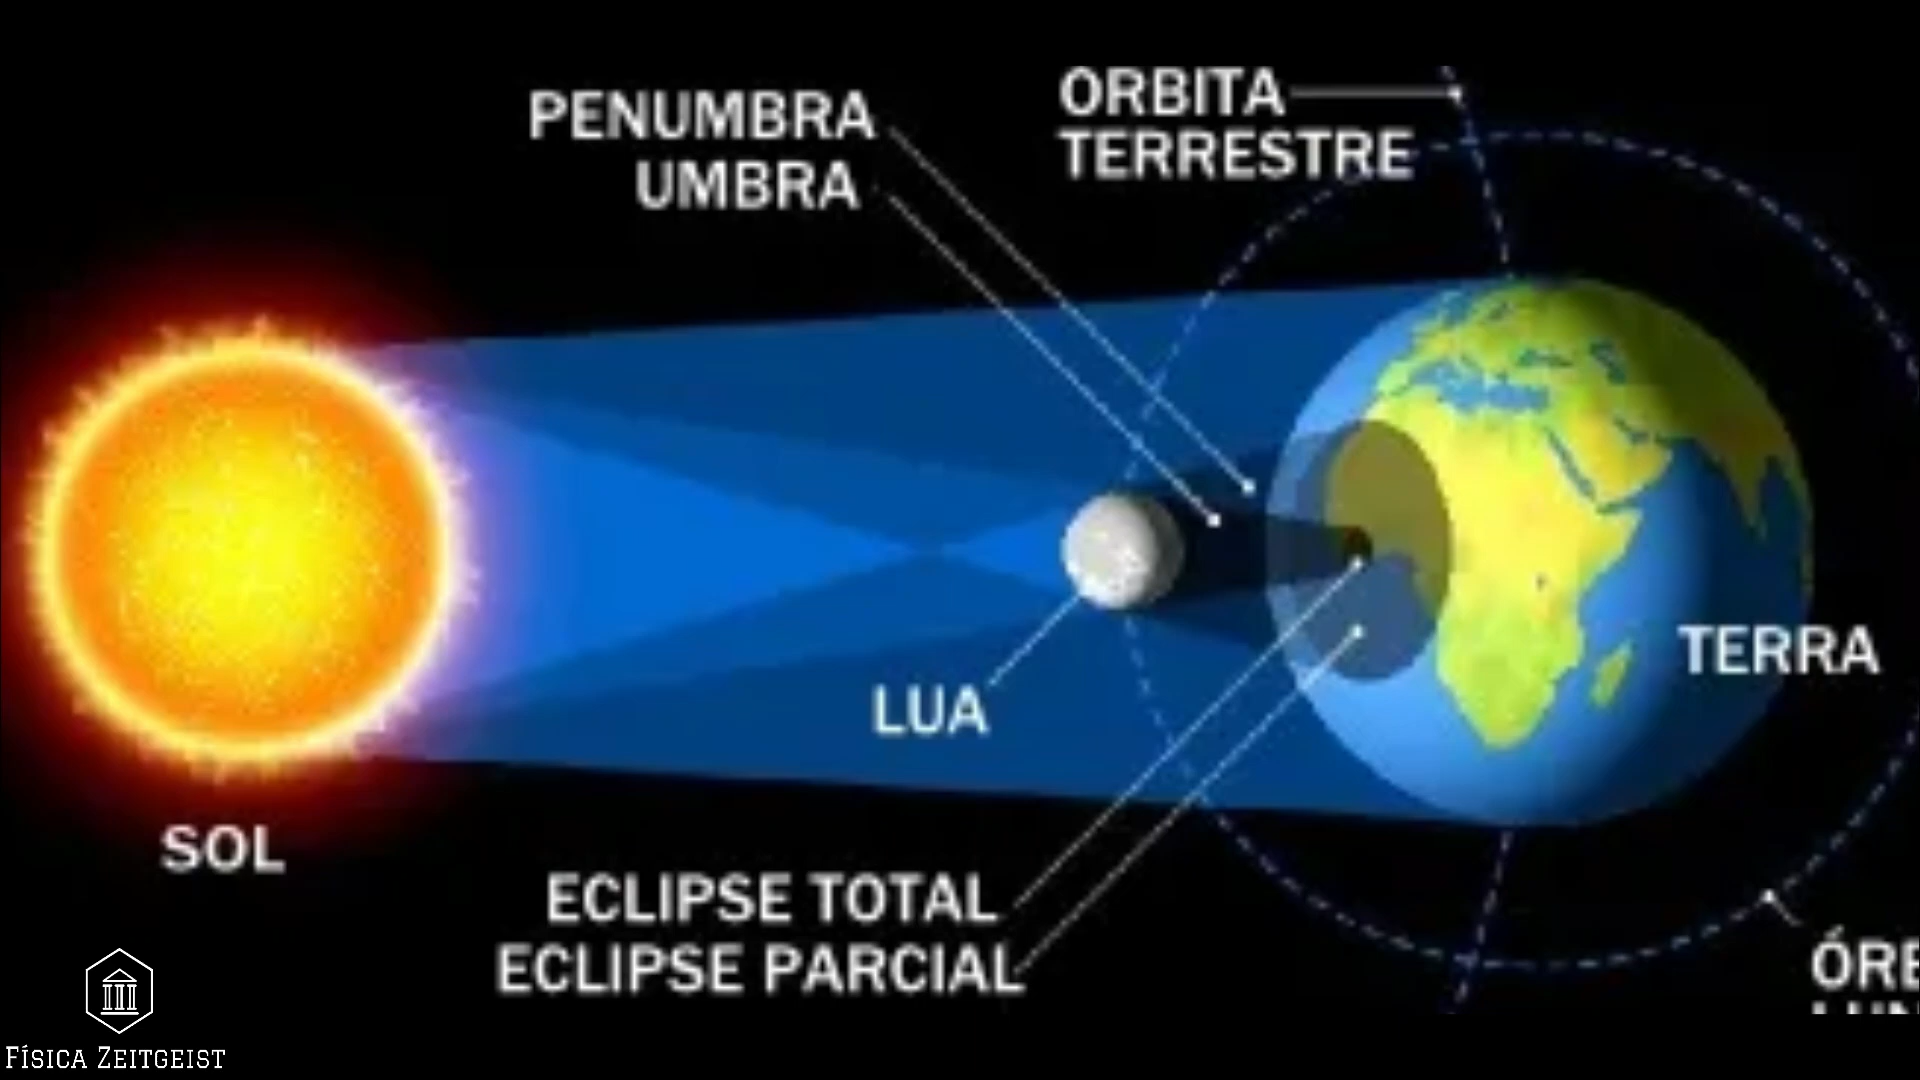 PENUMBRA
UMBRA
ORBITA
TERRESTRE
LUA
TERRA
SOL
ECLIPSE TOTAL
ECLIPSE PARCIAL
FÍSICA ZEITGEIST